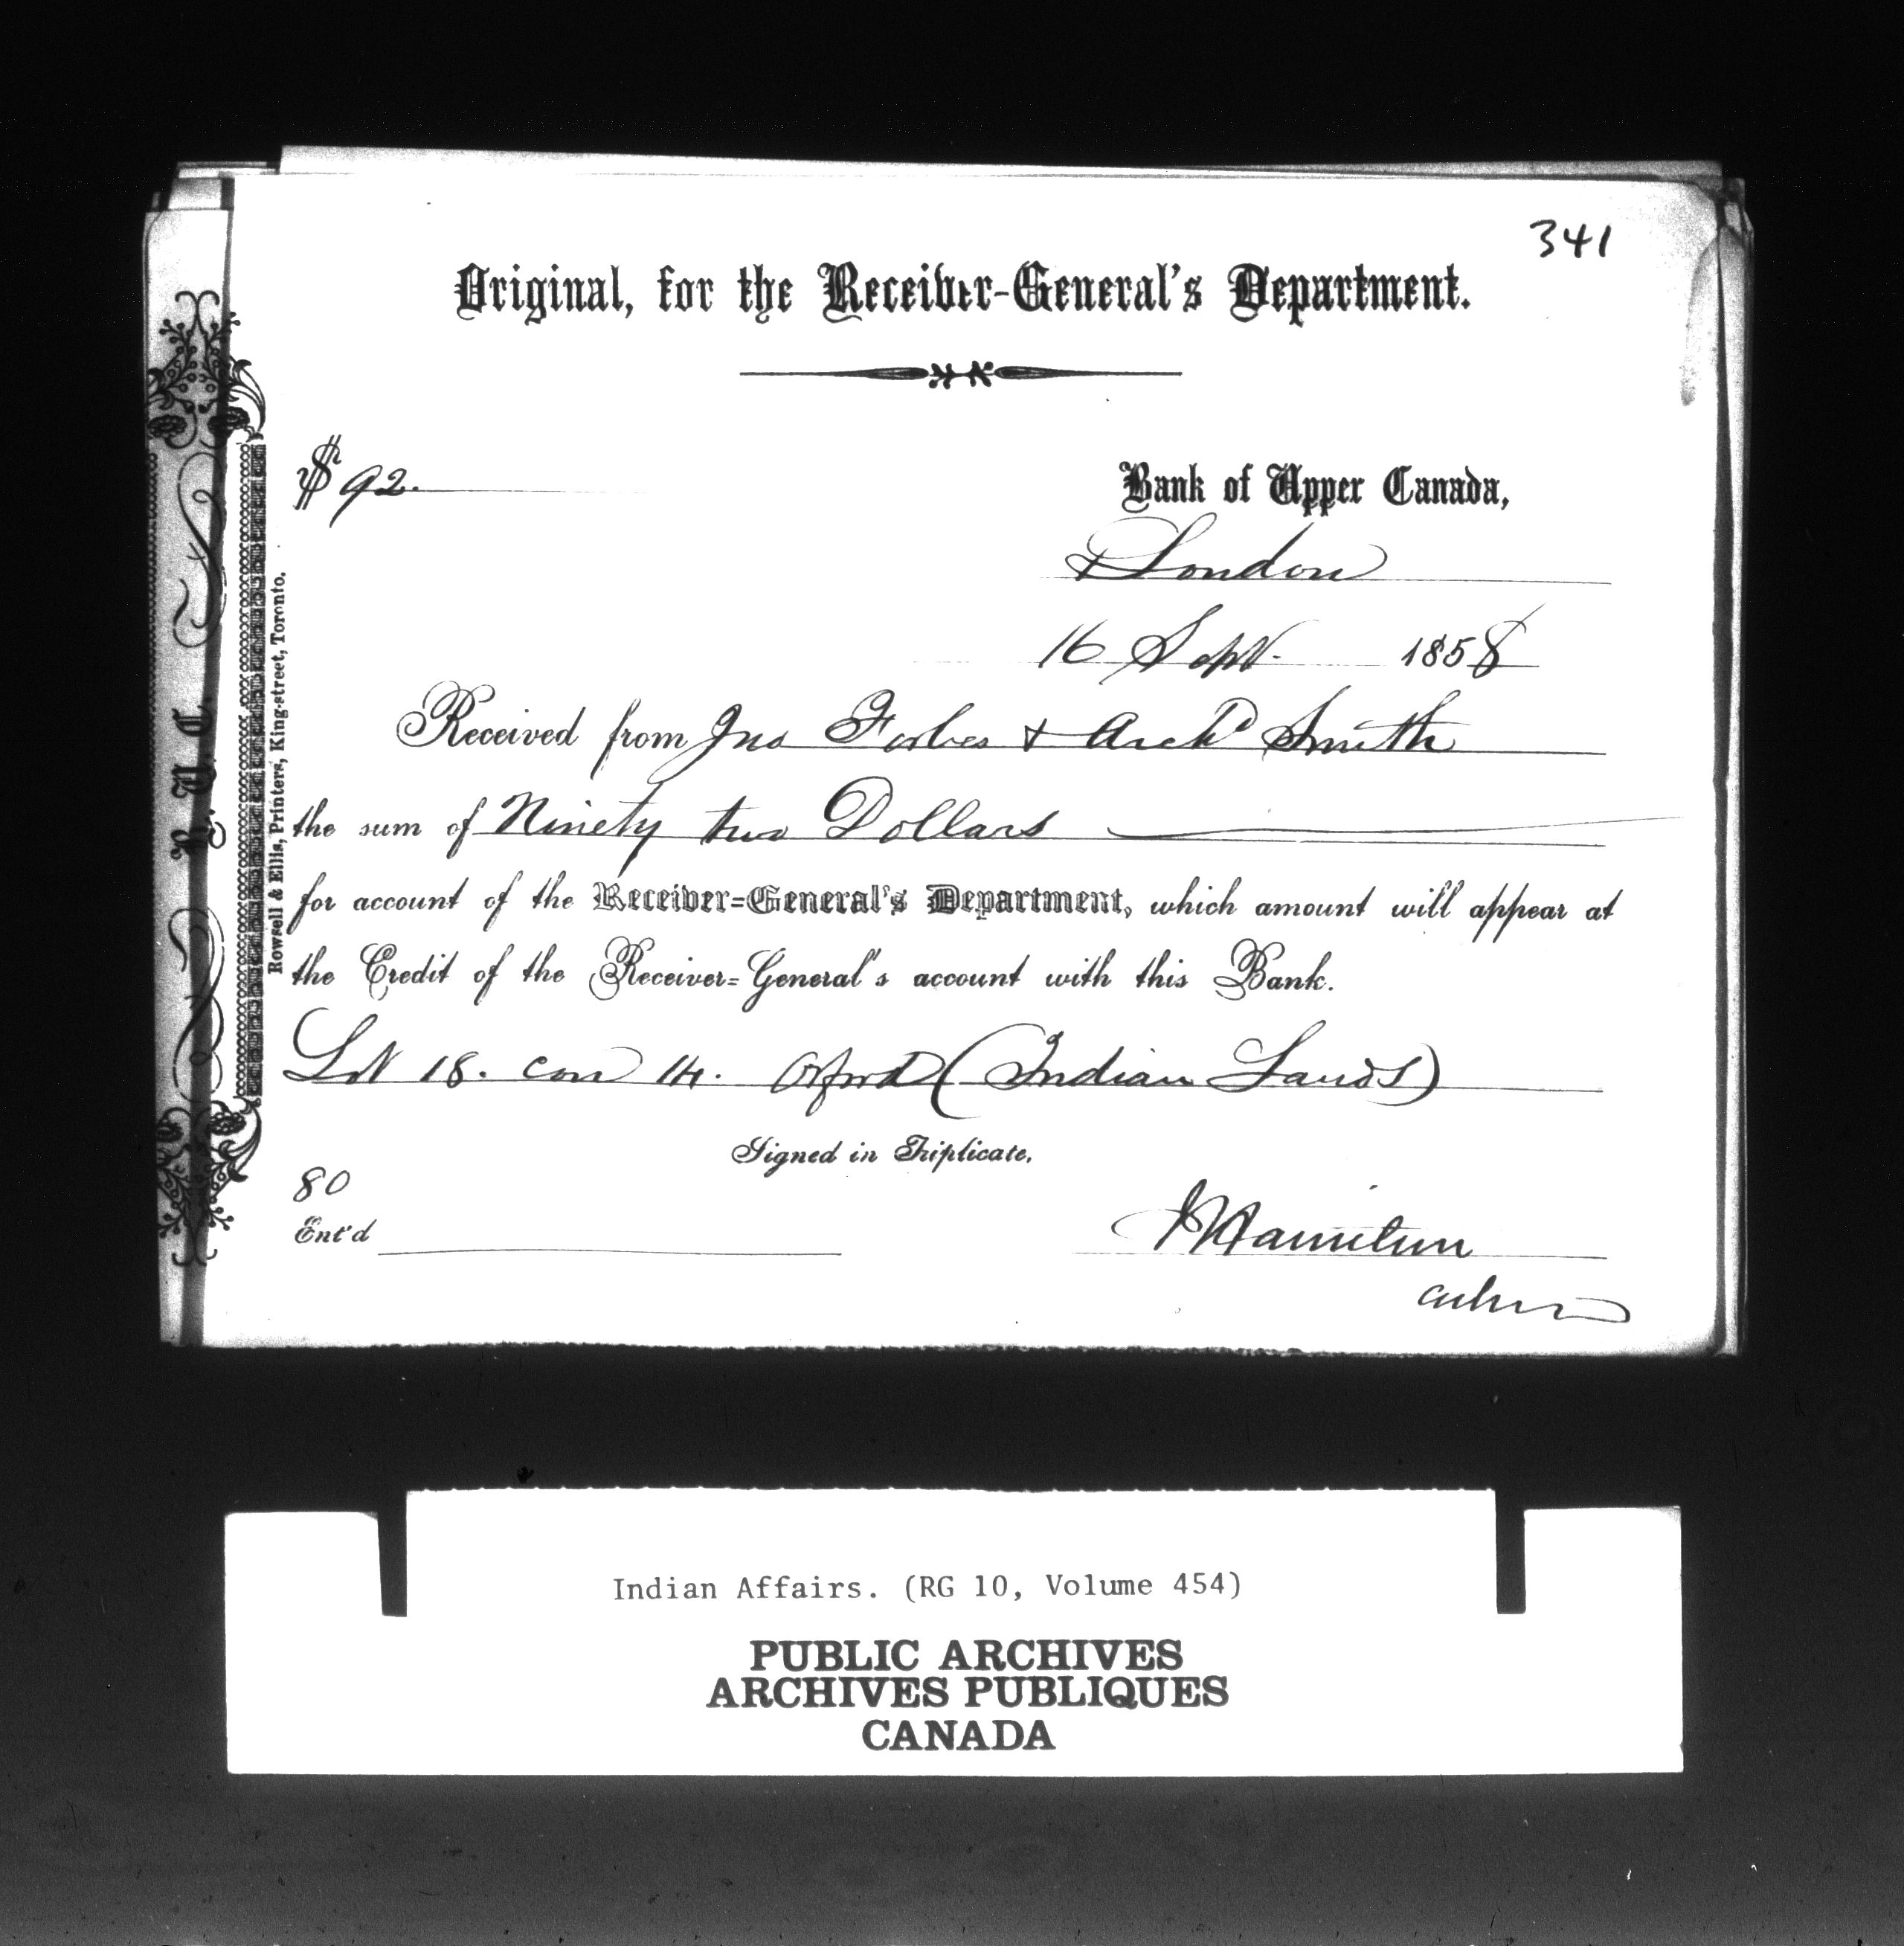 341
Original, for the Receiver-General's Department.
$ 92.
Bank of Upper Canada,
London
16 Sept. 1858
Received from Jno Forbes & Archd Smith
the sum of Ninety two Dollars
for account of the Receiver=General's Department, which amount will appear at
the Credit of the Receiver=General's account with this Bank.
Lot 18. con 14. Orford (Indian Lands)
Signed in Triplicate.
80
Ent'd
JHamilton
Rowsell & Ellis, Printers, King-street, Toronto.
B U C
Indian Affairs. (RG 10, Volume 454)
PUBLIC ARCHIVES
ARCHIVES PUBLIQUES
CANADA